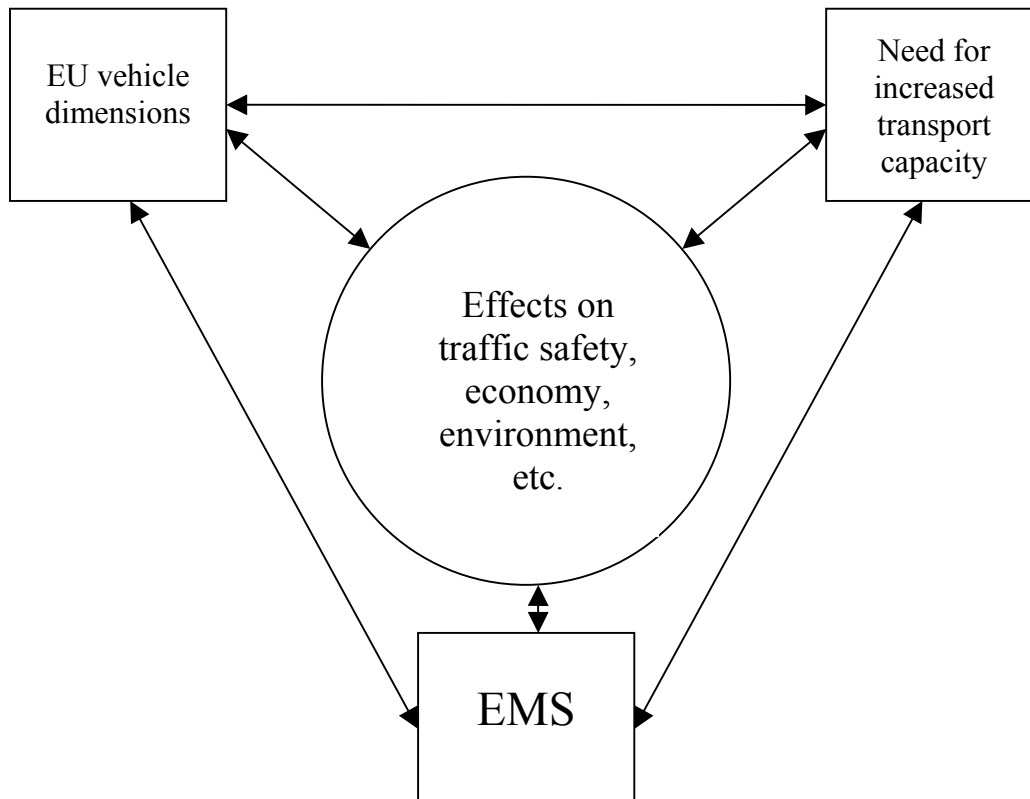 EU vehicle
dimensions
Need for
increased
transport
capacity
Effects on
traffic safety,
economy,
environment,
etc.
EMS